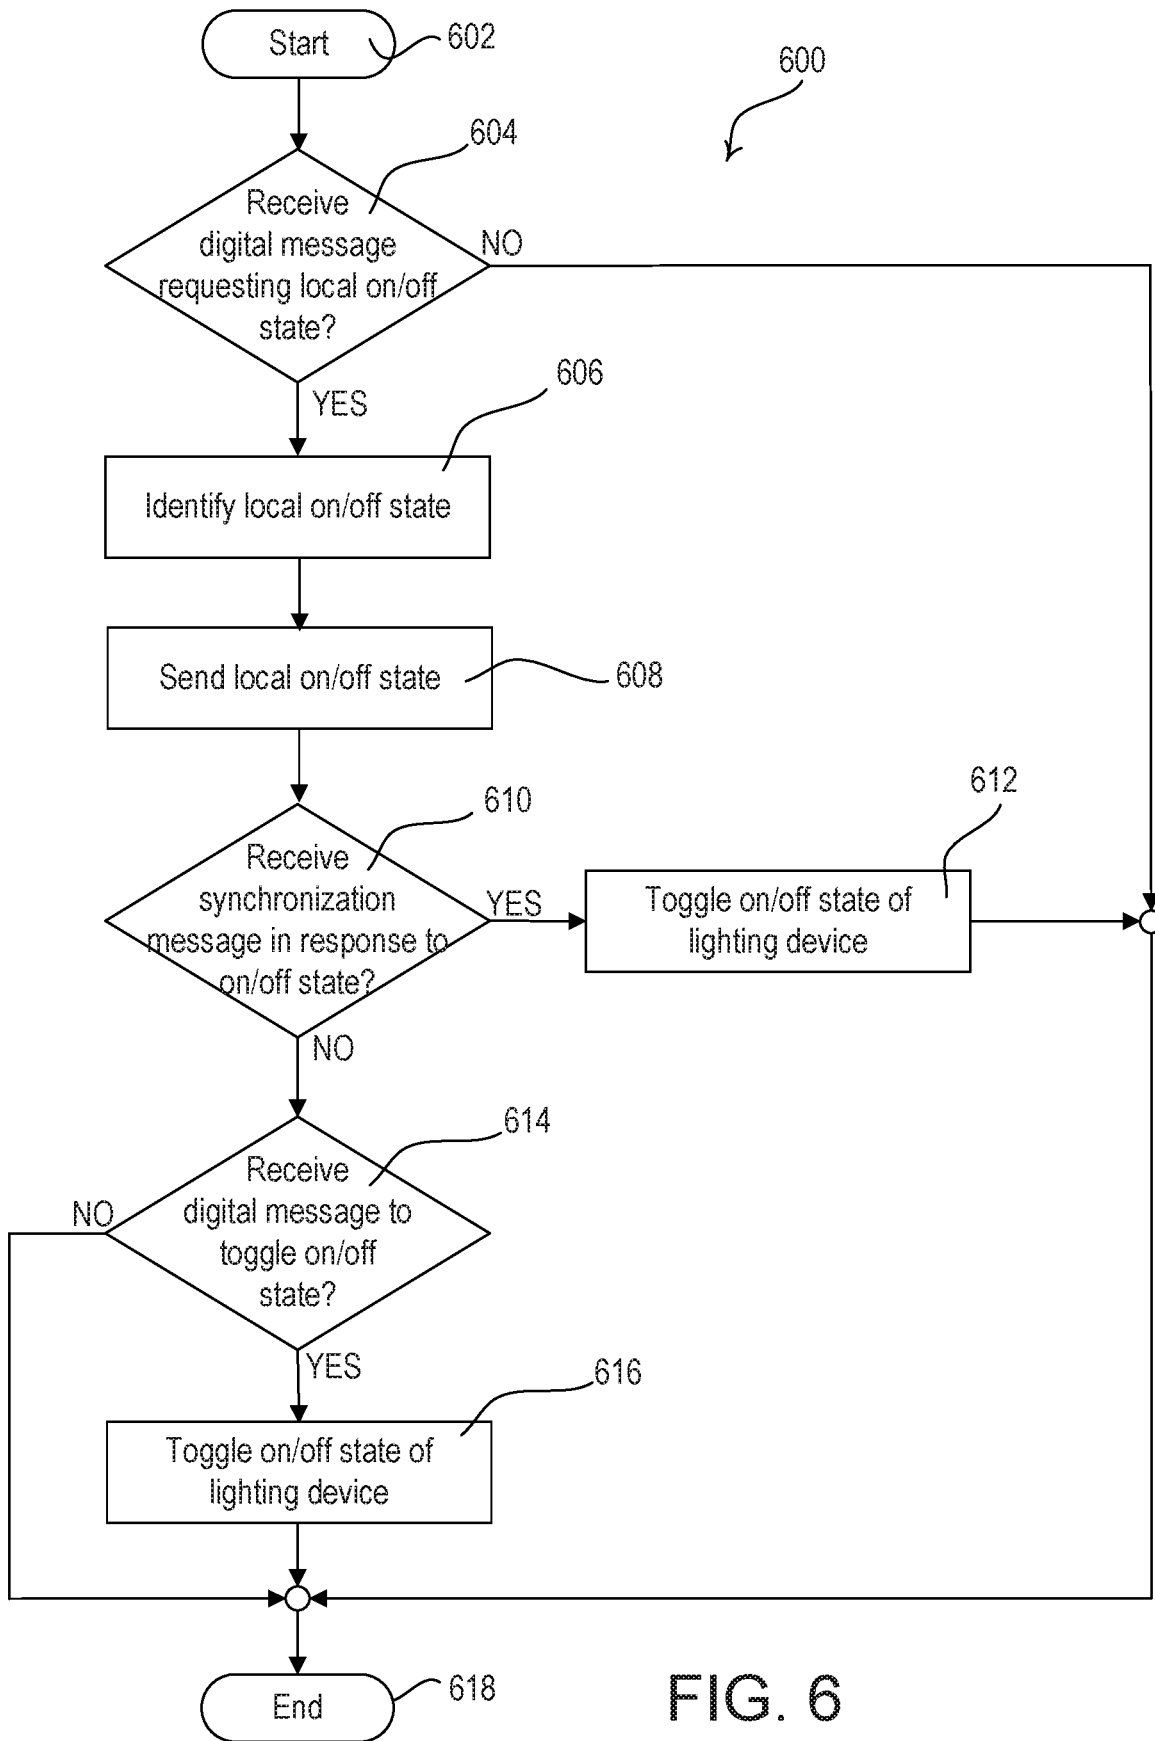 Start
602
600
604
Receive
digital message
requesting local on/off
state?
NO
YES
606
Identify local on/off state
Send local on/off state
608
610
Receive
synchronization
message in response to
on/off state?
YES
612
Toggle on/off state of
lighting device
NO
614
Receive
digital message to
toggle on/off
state?
NO
YES
616
Toggle on/off state of
lighting device
End
618
FIG. 6